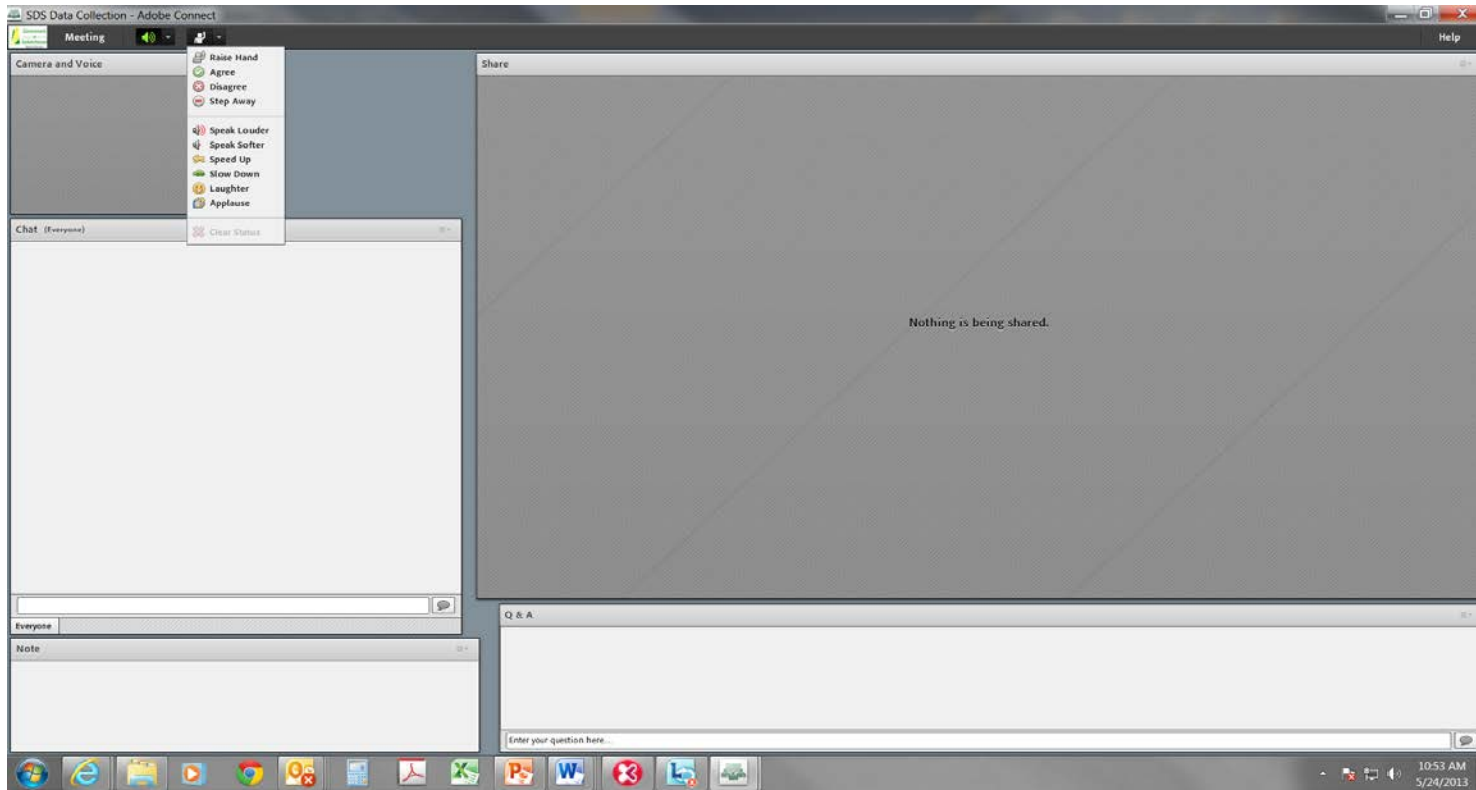 SDS Data Collection - Adobe Connect
Meeting
Help
Camera and Voice
Raise Hand
Agree
Disagree
Step Away
Speak Louder
Speak Softer
Speed Up
Slow Down
Laughter
Applause
Clear Status
Share
Nothing is being shared.
Chat (Everyone)
Everyone
Note
Q & A
Enter your question here...
10:53 AM
5/24/2013